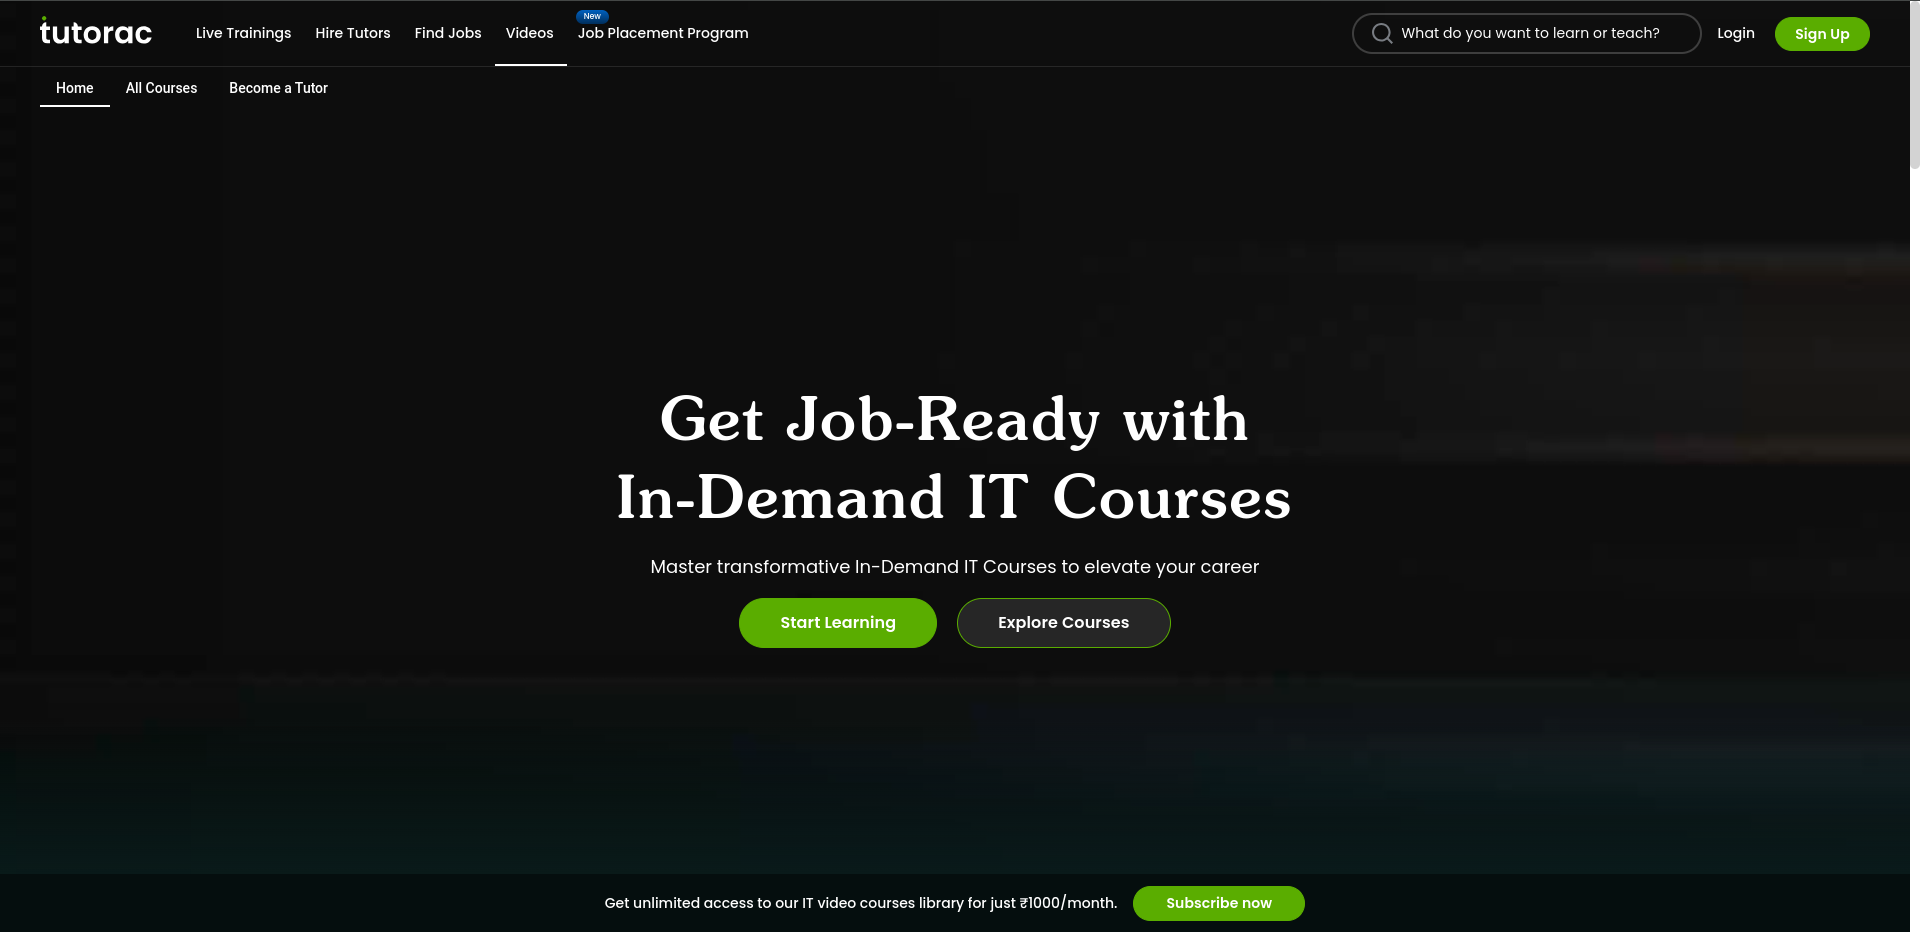 tutorac
Live Trainings
Hire Tutors
Find Jobs
Videos
New
Job Placement Program
What do you want to learn or teach?
Login
Sign Up
Home
All Courses
Become a Tutor
Get Job-Ready with
In-Demand IT Courses
Master transformative In-Demand IT Courses to elevate your career
Start Learning
Explore Courses
Get unlimited access to our IT video courses library for just ₹1000/month.
Subscribe now